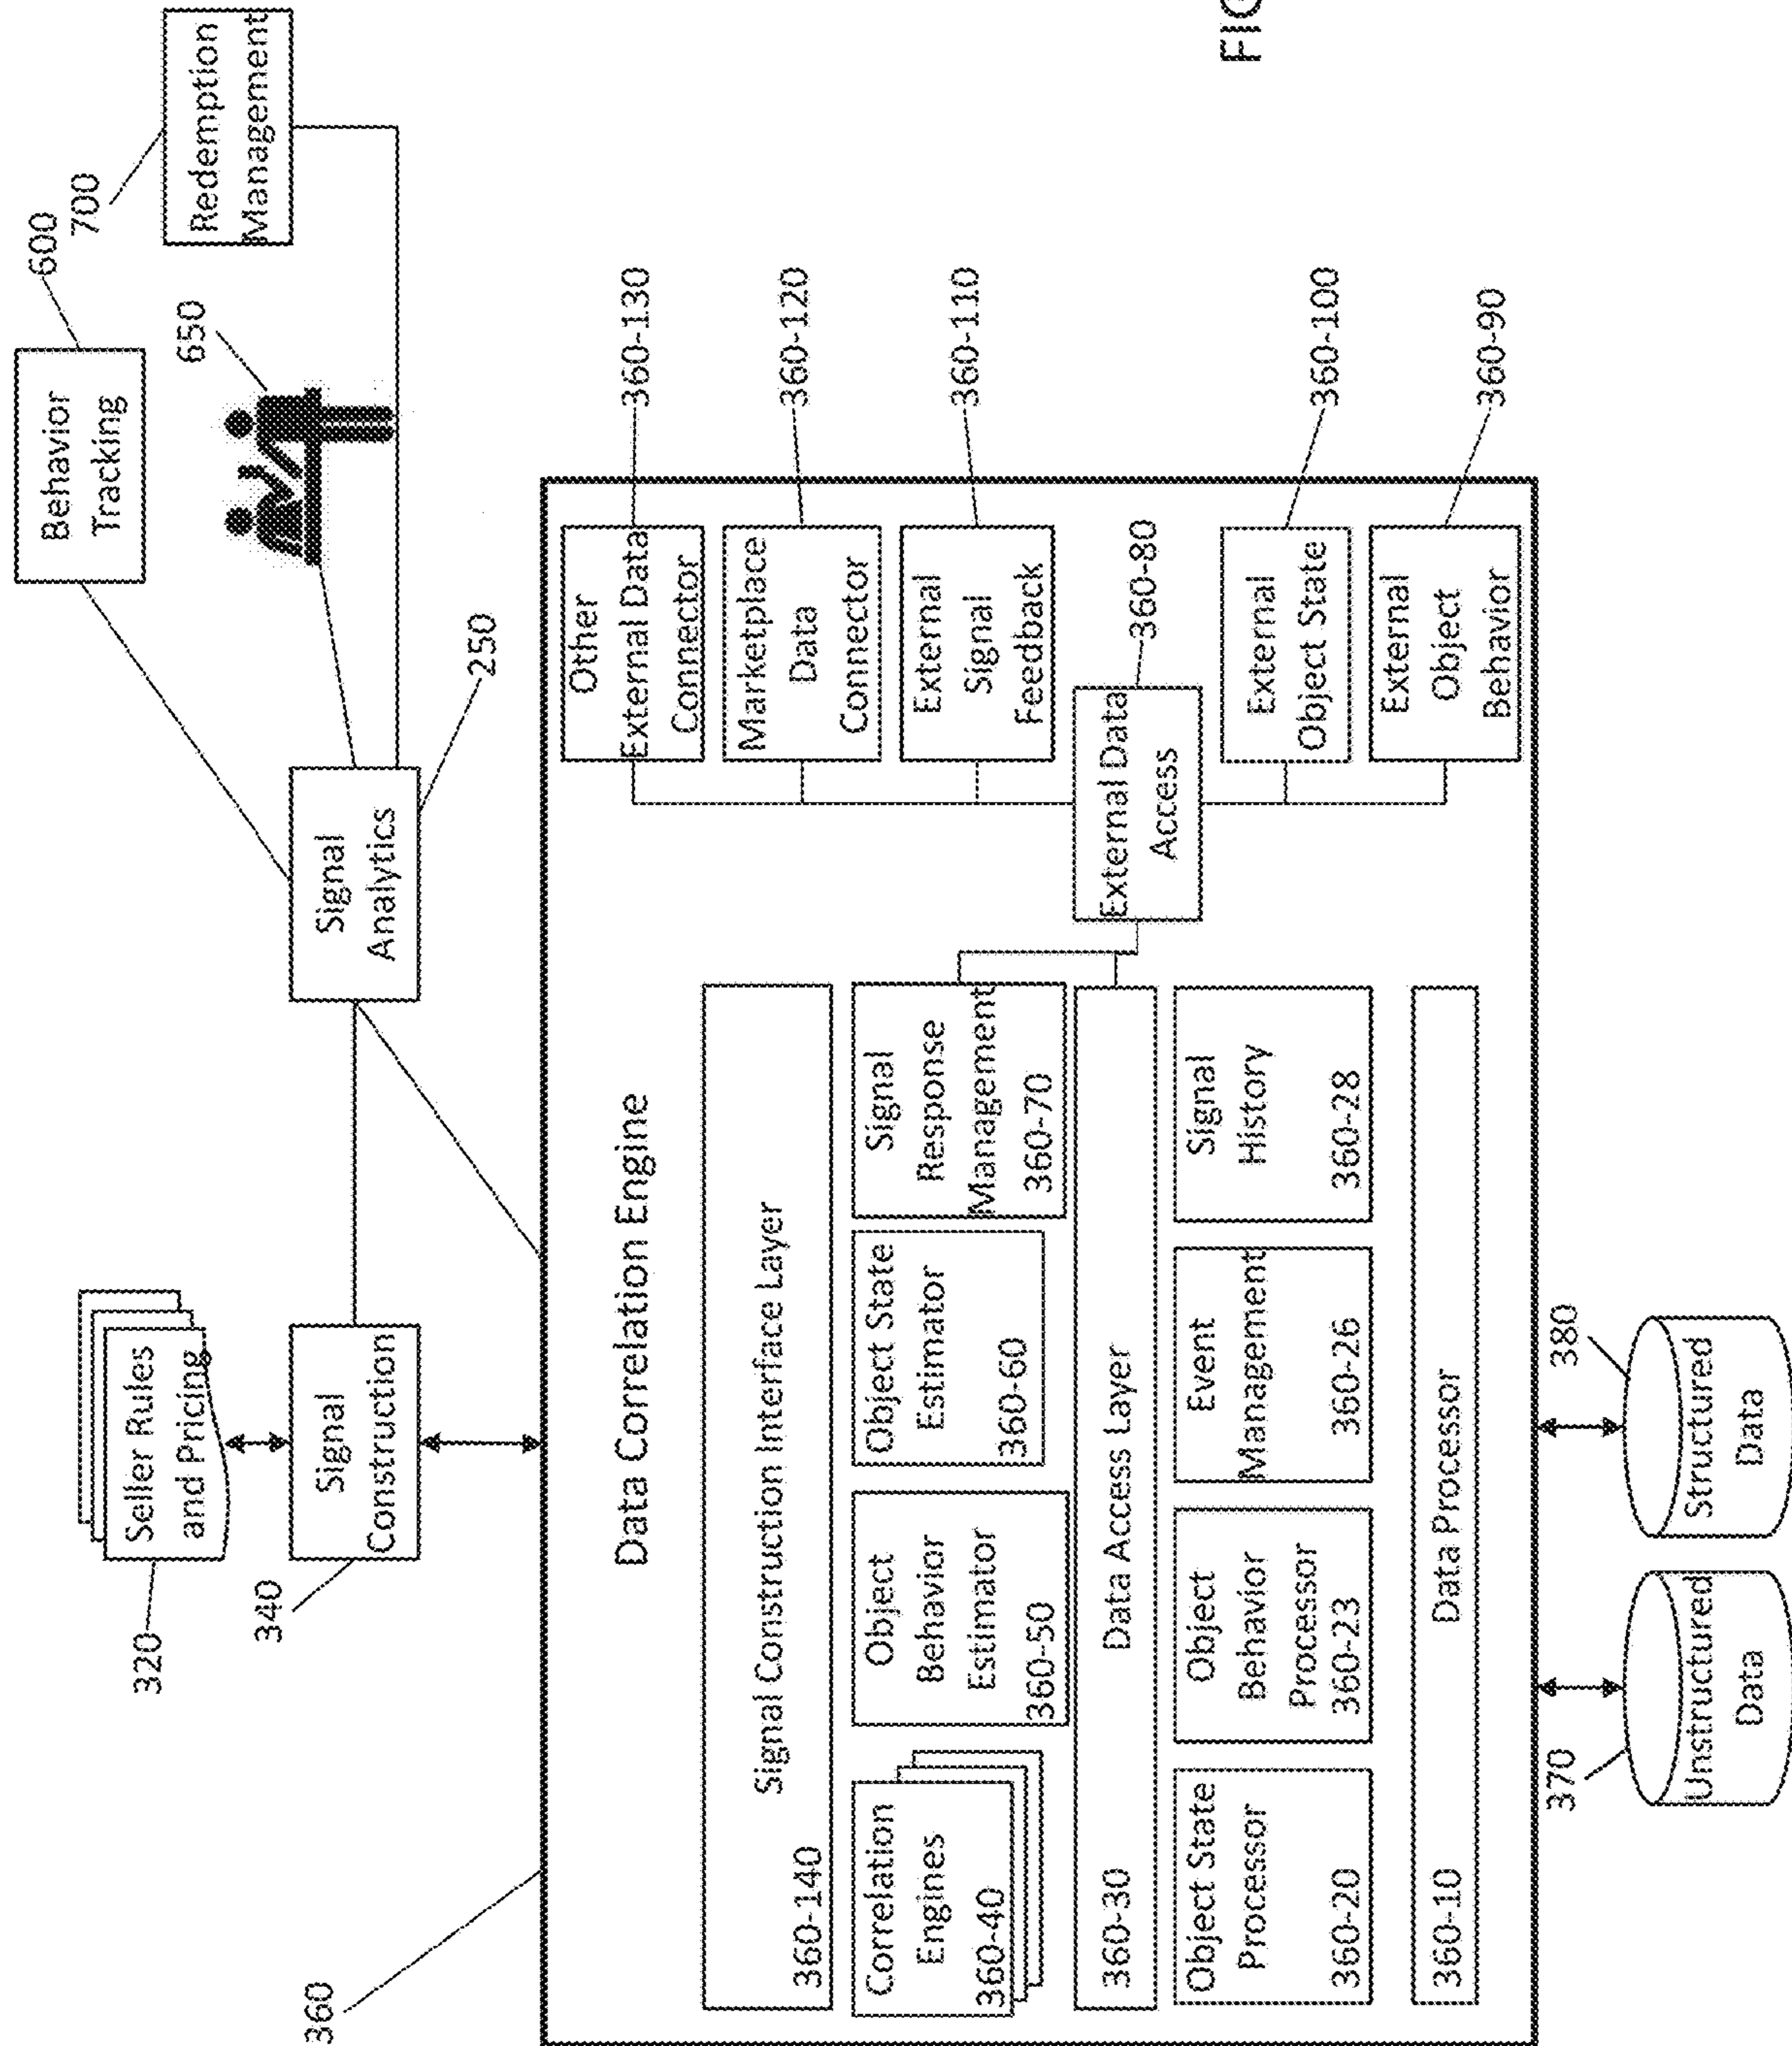 Behavior
Tracking
600
700
Redemption
Management
650
Seller Rules
and Pricing
320
340
Signal
Construction
Signal
Analytics
250
360
Data Correlation Engine
Signal Construction Interface Layer
360-140
Correlation
Engines
360-40
Object
Behavior
Estimator
360-50
Object State
Estimator
360-60
Signal
Response
Management
360-70
Data Access Layer
360-30
Object State
Processor
360-20
Object
Behavior
Processor
360-23
Event
Management
360-26
Signal
History
360-28
Data Processor
360-10
Other
External Data
Connector
360-130
Marketplace
Data
Connector
360-120
External
Signal
Feedback
360-110
External Data
Access
360-80
External
Object State
360-100
External
Object
Behavior
360-90
370
Unstructured
Data
380
Structured
Data